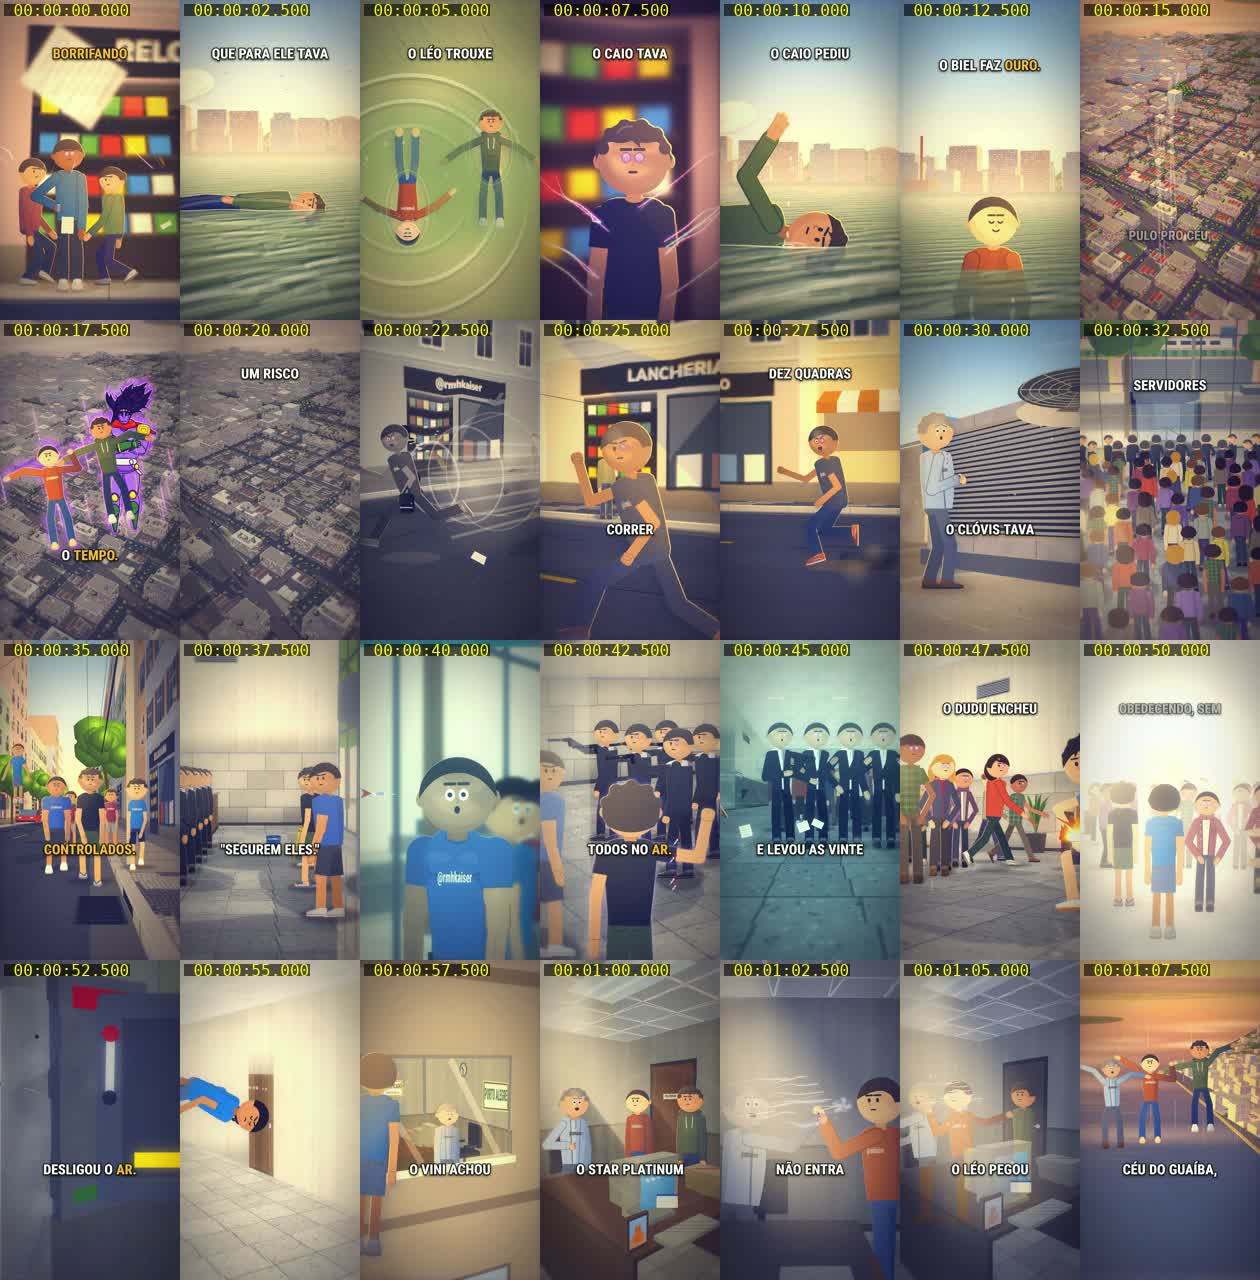 00:00:00.000
RELO
BORRIFANDO
00:00:02.500
QUE PARA ELE TAVA
00:00:05.000
O LÉO TROUXE
00:00:07.500
O CAIO TAVA
00:00:10.000
O CAIO PEDIU
00:00:12.500
O BIEL FAZ OURO.
00:00:15.000
PULO PRO CÉU,
00:00:17.500
O TEMPO.
00:00:20.000
UM RISCO
00:00:22.500
@rmhkaiser
00:00:25.000
LANCHERIA
CORRER
00:00:27.500
O
DEZ QUADRAS
00:00:30.000
O CLÓVIS TAVA
00:00:32.500
SERVIDORES
00:00:35.000
CONTROLADOS.
00:00:37.500
"SEGUREM ELES."
00:00:40.000
@rmhkaiser
00:00:42.500
TODOS NO AR.
00:00:45.000
E LEVOU AS VINTE
00:00:47.500
O DUDU ENCHEU
00:00:50.000
OBEDECENDO, SEM
00:00:52.500
DESLIGOU O AR.
00:00:55.000
00:00:57.500
PORTO ALEGRE
O VINI ACHOU
00:01:00.000
O STAR PLATINUM
00:01:02.500
NÃO ENTRA
00:01:05.000
O LÉO PEGOU
00:01:07.500
CÉU DO GUAÍBA,